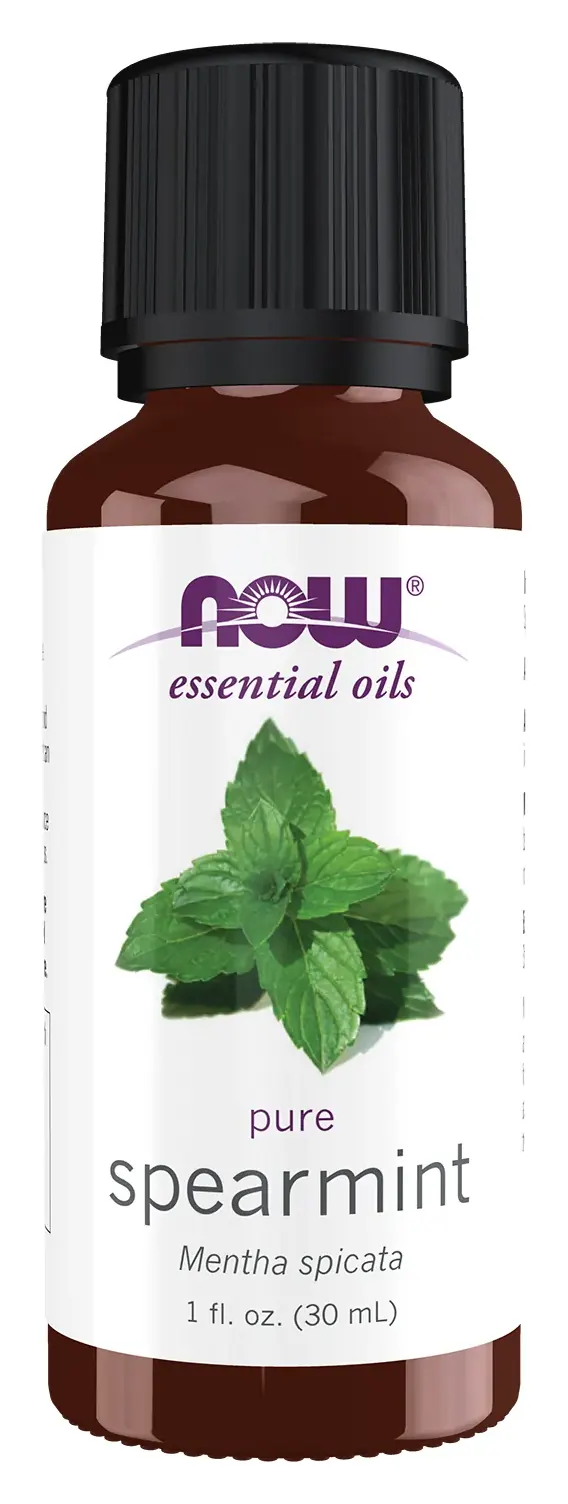 now®
essential oils
pure
spearmint
Mentha spicata
1 fl. oz. (30 mL)